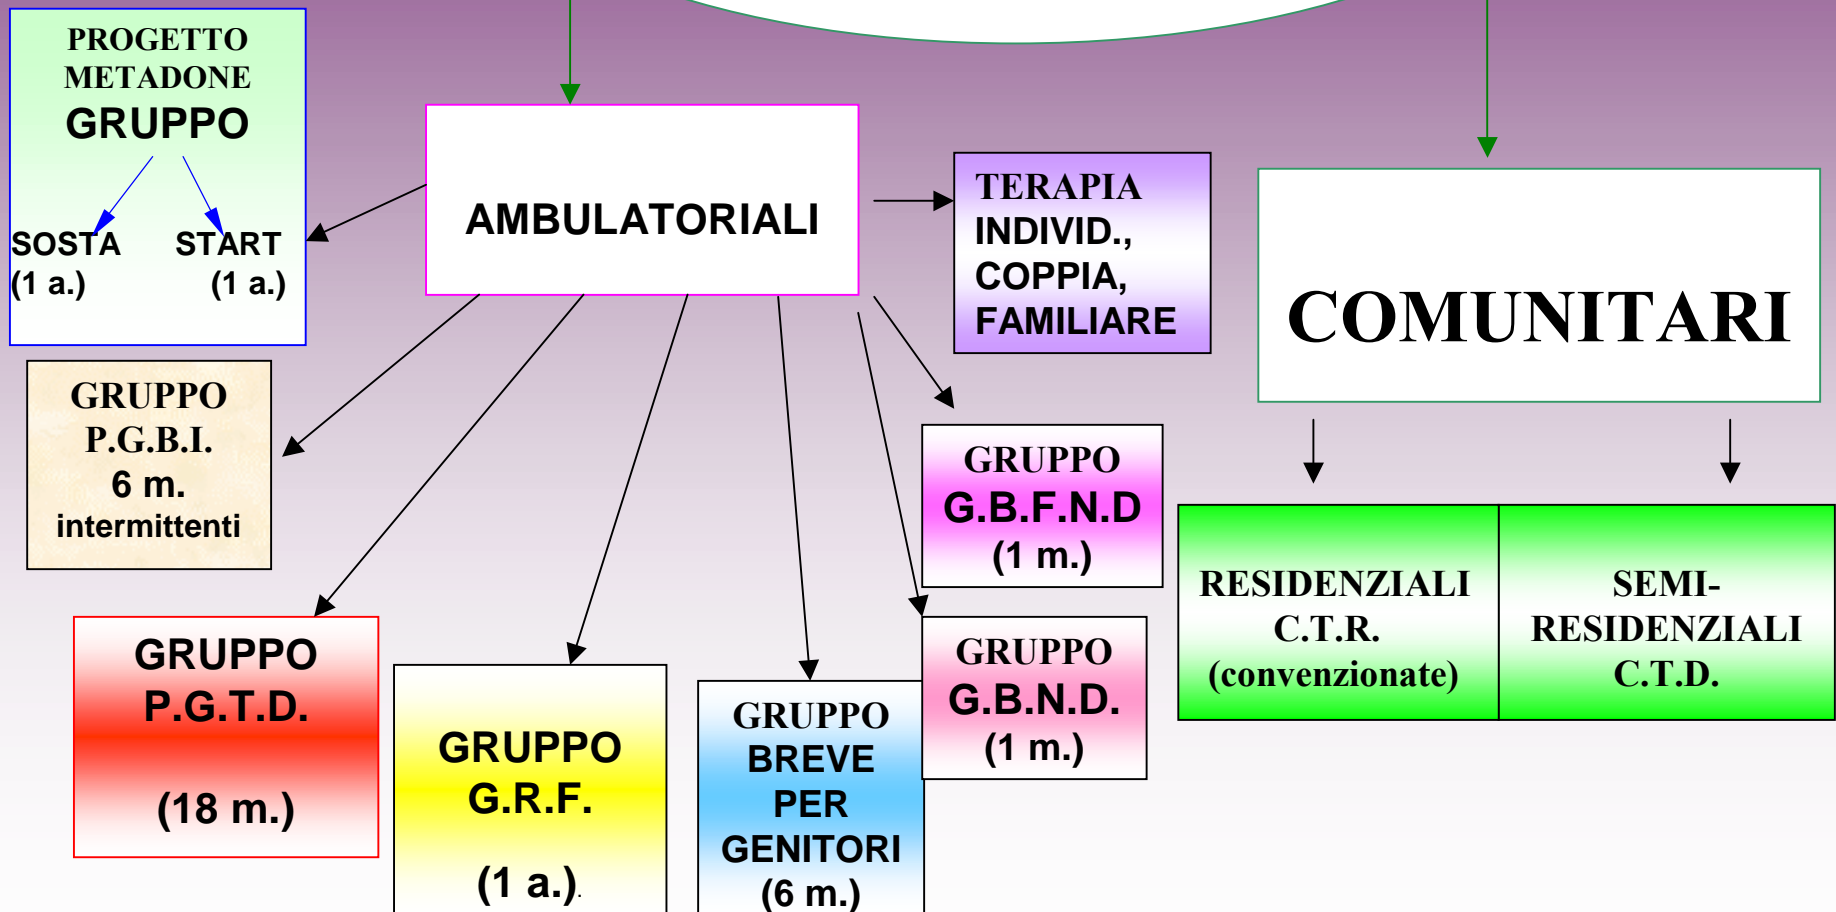 PROGETTO
METADONE
GRUPPO
SOSTA START
(1 a.) (1 a.)
AMBULATORIALI
TERAPIA
INDIVID.,
COPPIA,
FAMILIARE
COMUNITARI
GRUPPO
P.G.B.I.
6 m.
intermittenti
GRUPPO
G.B.F.N.D
(1 m.)
RESIDENZIALI
C.T.R.
(convenzionate)
SEMI-
RESIDENZIALI
C.T.D.
GRUPPO
P.G.T.D.
(18 m.)
GRUPPO
G.R.F.
(1 a.).
GRUPPO
BREVE
PER
GENITORI
(6 m.)
GRUPPO
G.B.N.D.
(1 m.)